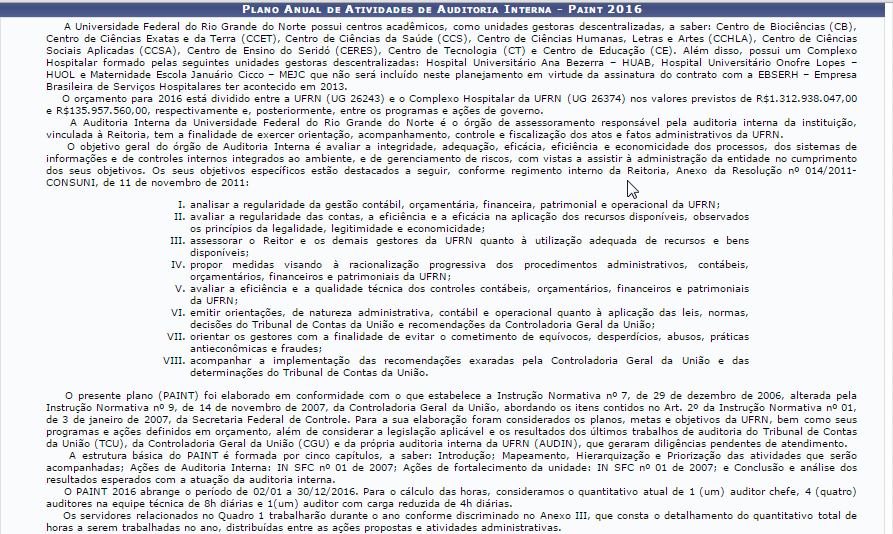 PLANO ANUAL DE ATIVIDADES DE AUDITORIA INTERNA - PAINT 2016
A Universidade Federal do Rio Grande do Norte possui centros acadêmicos, como unidades gestoras descentralizadas, a saber: Centro de Biociências (CB),
Centro de Ciências Exatas e da Terra (CCET), Centro de Ciências da Saúde (CCS), Centro de Ciências Humanas, Letras e Artes (CCHLA), Centro de Ciências
Sociais Aplicadas (CCSA), Centro de Ensino do Seridó (CERES), Centro de Tecnologia (CT) e Centro de Educação (CE). Além disso, possui um Complexo
Hospitalar formado pelas seguintes unidades gestoras descentralizadas: Hospital Universitário Ana Bezerra – HUAB, Hospital Universitário Onofre Lopes –
HUOL e Maternidade Escola Januário Cicco – MEJC que não será incluído neste planejamento em virtude da assinatura do contrato com a EBSERH – Empresa
Brasileira de Serviços Hospitalares ter acontecido em 2013.
O orçamento para 2016 está dividido entre a UFRN (UG 26243) e o Complexo Hospitalar da UFRN (UG 26374) nos valores previstos de R$1.312.938.047,00
e R$135.957.560,00, respectivamente e, posteriormente, entre os programas e ações de governo.
A Auditoria Interna da Universidade Federal do Rio Grande do Norte é o órgão de assessoramento responsável pela auditoria interna da instituição,
vinculada à Reitoria, tem a finalidade de exercer orientação, acompanhamento, controle e fiscalização dos atos e fatos administrativos da UFRN.
O objetivo geral do órgão de Auditoria Interna é avaliar a integridade, adequação, eficácia, eficiência e economicidade dos processos, dos sistemas de
informações e de controles internos integrados ao ambiente, e de gerenciamento de riscos, com vistas a assistir à administração da entidade no cumprimento
dos seus objetivos. Os seus objetivos específicos estão destacados a seguir, conforme regimento interno da Reitoria, Anexo da Resolução nº 014/2011-
CONSUNI, de 11 de novembro de 2011:
I. analisar a regularidade da gestão contábil, orçamentária, financeira, patrimonial e operacional da UFRN;
II. avaliar a regularidade das contas, a eficiência e a eficácia na aplicação dos recursos disponíveis, observados
os princípios da legalidade, legitimidade e economicidade;
III. assessorar o Reitor e os demais gestores da UFRN quanto à utilização adequada de recursos e bens
disponíveis;
IV. propor medidas visando à racionalização progressiva dos procedimentos administrativos, contábeis,
orçamentários, financeiros e patrimoniais da UFRN;
V. avaliar a eficiência e a qualidade técnica dos controles contábeis, orçamentários, financeiros e patrimoniais
da UFRN;
VI. emitir orientações, de natureza administrativa, contábil e operacional quanto à aplicação das leis, normas,
decisões do Tribunal de Contas da União e recomendações da Controladoria Geral da União;
VII. orientar os gestores com a finalidade de evitar o cometimento de equívocos, desperdícios, abusos, práticas
antieconômicas e fraudes;
VIII. acompanhar a implementação das recomendações exaradas pela Controladoria Geral da União e das
determinações do Tribunal de Contas da União.
O presente plano (PAINT) foi elaborado em conformidade com o que estabelece a Instrução Normativa nº 7, de 29 de dezembro de 2006, alterada pela
Instrução Normativa nº 9, de 14 de novembro de 2007, da Controladoria Geral da União, abordando os itens contidos no Art. 2º da Instrução Normativa nº 01,
de 3 de janeiro de 2007, da Secretaria Federal de Controle. Para a sua elaboração foram considerados os planos, metas e objetivos da UFRN, bem como seus
programas e ações definidos em orçamento, além de considerar a legislação aplicável e os resultados dos últimos trabalhos de auditoria do Tribunal de Contas
da União (TCU), da Controladoria Geral da União (CGU) e da própria auditoria interna da UFRN (AUDIN), que geraram diligências pendentes de atendimento.
A estrutura básica do PAINT é formada por cinco capítulos, a saber: Introdução; Mapeamento, Hierarquização e Priorização das atividades que serão
acompanhadas; Ações de Auditoria Interna: IN SFC nº 01 de 2007; Ações de fortalecimento da unidade: IN SFC nº 01 de 2007; e Conclusão e análise dos
resultados esperados com a atuação da auditoria interna.
O PAINT 2016 abrange o período de 02/01 a 30/12/2016. Para o cálculo das horas, consideramos o quantitativo atual de 1 (um) auditor chefe, 4 (quatro)
auditores na equipe técnica de 8h diárias e 1(um) auditor com carga reduzida de 4h diárias.
Os servidores relacionados no Quadro 1 trabalharão durante o ano conforme discriminado no Anexo III, que consta o detalhamento do quantitativo total de
horas a serem trabalhadas no ano, distribuídas entre as ações propostas e atividades administrativas.